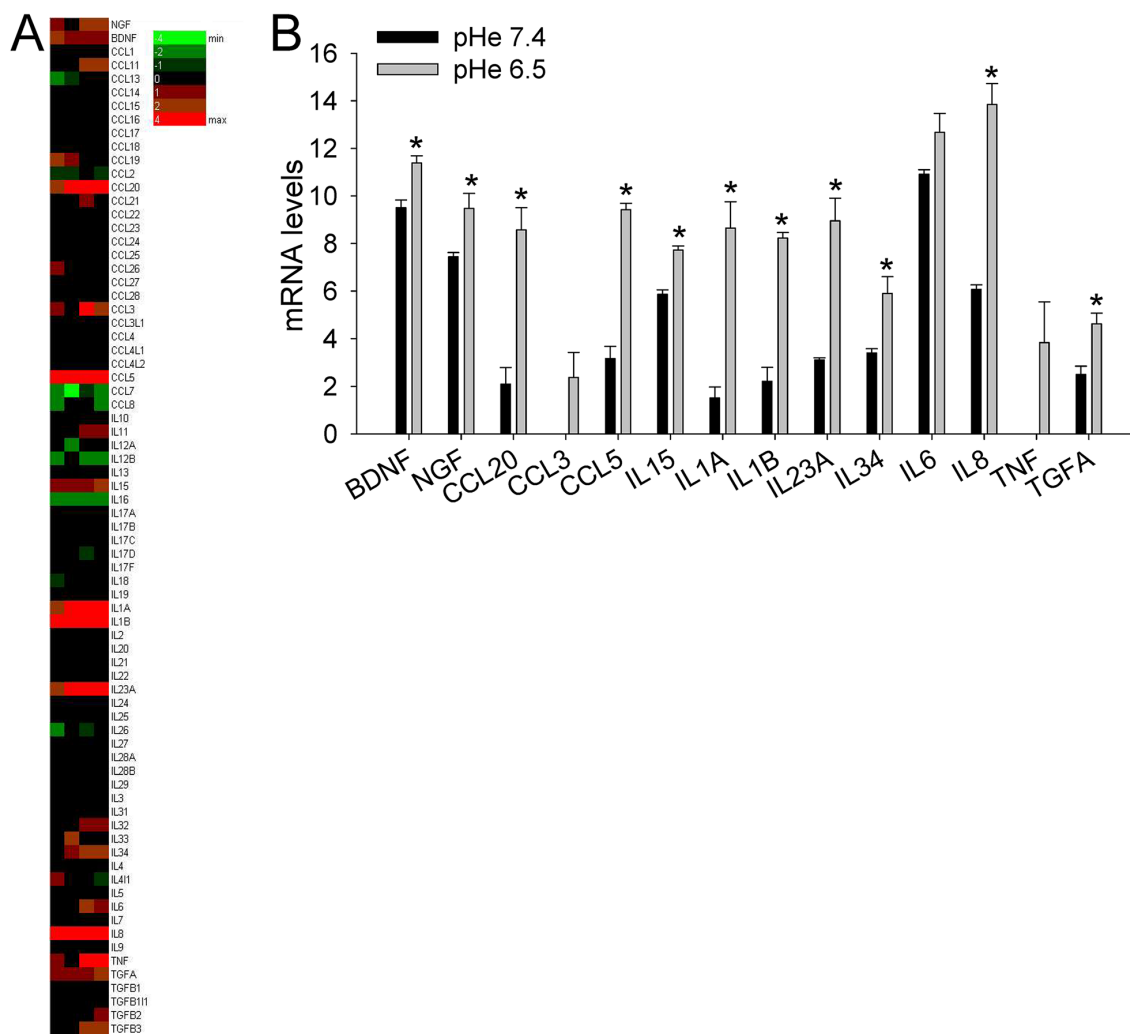 A
NGF
BDNF
CCL1
CCL11
CCL13
CCL14
CCL15
CCL16
CCL17
CCL18
CCL19
CCL2
CCL20
CCL21
CCL22
CCL23
CCL24
CCL25
CCL26
CCL27
CCL28
CCL3
CCL3L1
CCL4
CCL4L1
CCL4L2
CCL5
CCL7
CCL8
IL10
IL11
IL12A
IL12B
IL13
IL15
IL16
IL17A
IL17B
IL17C
IL17D
IL17F
IL18
IL19
IL1A
IL1B
IL2
IL20
IL21
IL22
IL23A
IL24
IL25
IL26
IL27
IL28A
IL28B
IL29
IL3
IL31
IL32
IL33
IL34
IL4
IL4I1
IL5
IL6
IL7
IL8
IL9
TNF
TGFA
TGFB1
TGFB1I1
TGFB2
TGFB3
-4 min
-2
-1
0
1
2
4 max
B
pHe 7.4
pHe 6.5
mRNA levels
16
14
12
10
8
6
4
2
0
* * * * * * * * * * *
BDNF NGF CCL20 CCL3 CCL5 IL15 IL1A IL1B IL23A IL34 IL6 IL8 TNF TGFA